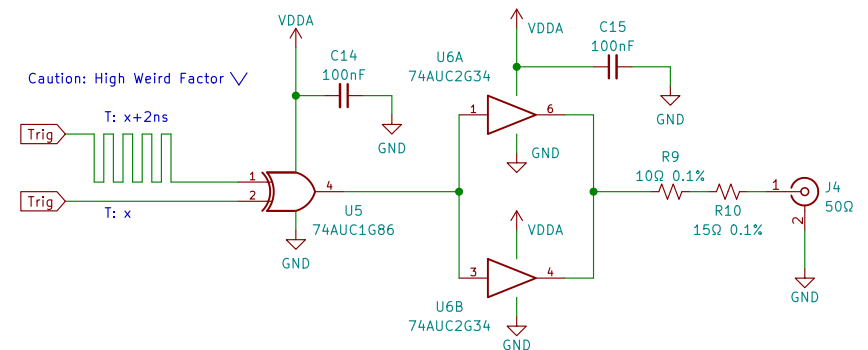 VDDA
C15
100nF
VDDA
C14
100nF
U6A
74AUC2G34
Caution: High Weird Factor
T: x+2ns
Trig
1
6
GND
GND
GND
R9
10Ω 0.1%
1
2
4
Trig
T: x
U5
74AUC1G86
GND
R10
15Ω 0.1%
1
2
J4
50Ω
VDDA
3
4
U6B
74AUC2G34
GND
GND